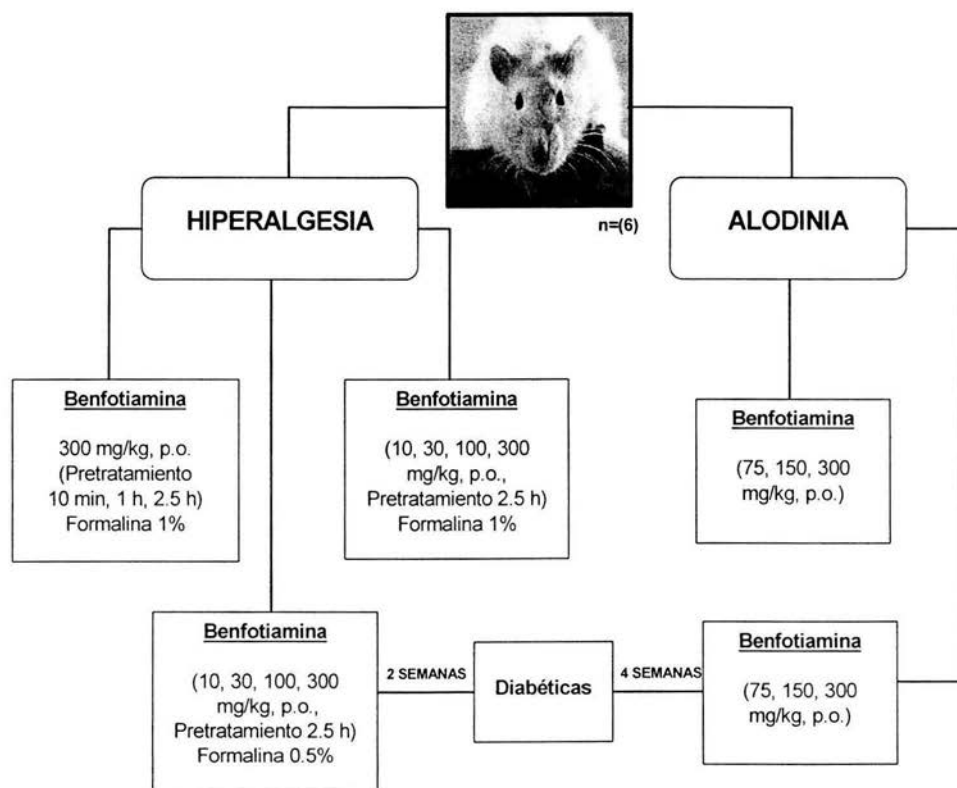 n=(6)
HIPERALGESIA
ALODINIA
Benfotiamina
300 mg/kg, p.o.
(Pretratamiento
10 min, 1 h, 2.5 h)
Formalina 1%
Benfotiamina
(10, 30, 100, 300
mg/kg, p.o.,
Pretratamiento 2.5 h)
Formalina 1%
Benfotiamina
(75, 150, 300
mg/kg, p.o.)
Benfotiamina
(10, 30, 100, 300
mg/kg, p.o.,
Pretratamiento 2.5 h)
Formalina 0.5%
2 SEMANAS
Diabéticas
4 SEMANAS
Benfotiamina
(75, 150, 300
mg/kg, p.o.)